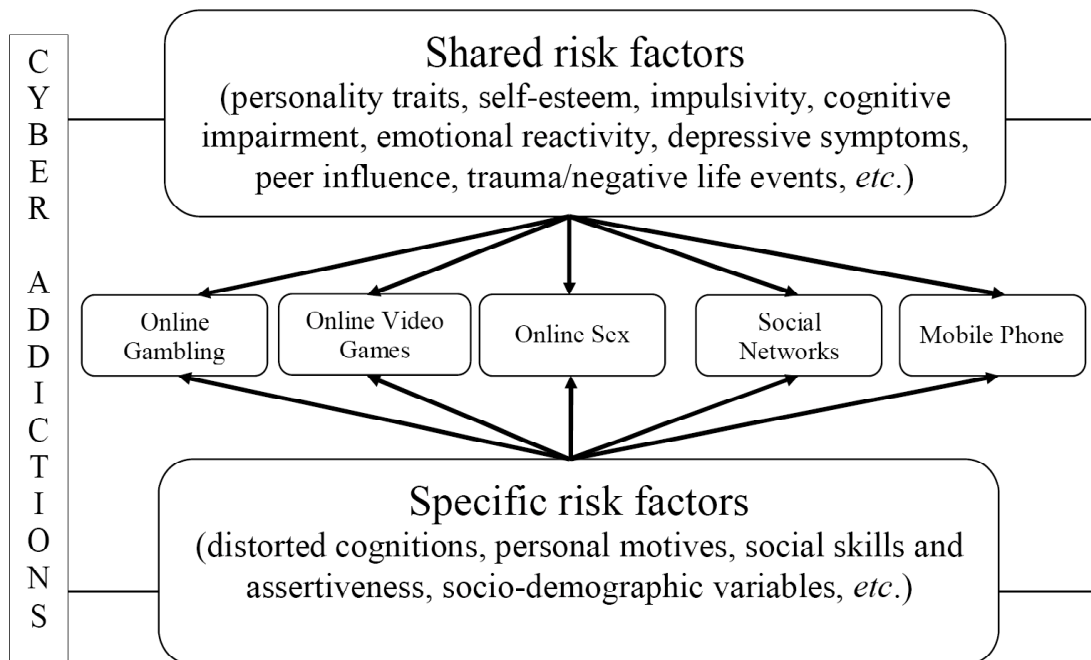 CYBER ADDICTIONS
Shared risk factors
(personality traits, self-esteem, impulsivity, cognitive
impairment, emotional reactivity, depressive symptoms,
peer influence, trauma/negative life events, etc.)
Online
Gambling
Online Video
Games
Online Sex
Social
Networks
Mobile Phone
Specific risk factors
(distorted cognitions, personal motives, social skills and
assertiveness, socio-demographic variables, etc.)